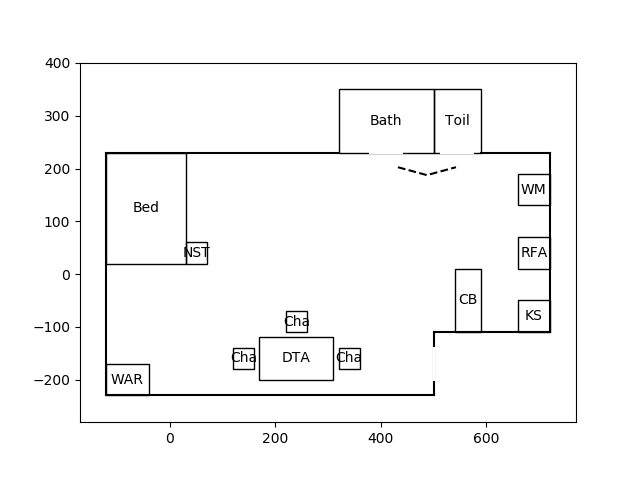 400
300
200
100
0
−100
−200
0
200
400
600
Bath
Toil
Bed
WM
NST
RFA
CB
KS
Cha
Cha
DTA
Cha
WAR